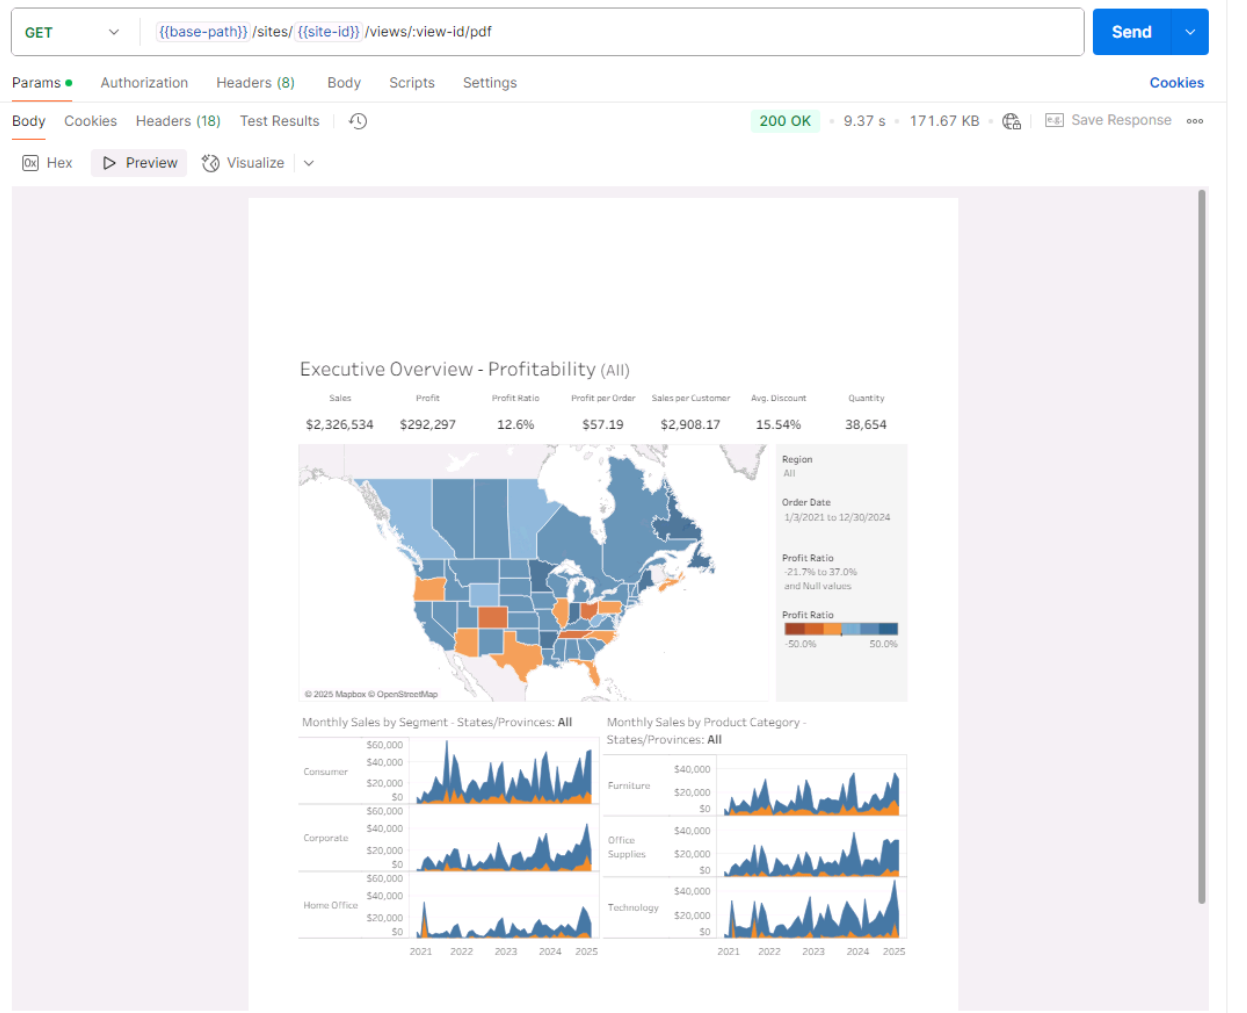 GET {{base-path}}/sites/{{site-id}}/views/:view-id/pdf Send
Params Authorization Headers (8) Body Scripts Settings Cookies
Body Cookies Headers (18) Test Results 200 OK 9.37 s 171.67 KB e.g. Save Response
0x Hex Preview Visualize
Executive Overview - Profitability (All)
Sales Profit Profit Ratio Profit per Order Sales per Customer Avg. Discount Quantity
$2,326,534 $292,297 12.6% $57.19 $2,908.17 15.54% 38,654
Region
All
Order Date
1/3/2021 to 12/30/2024
Profit Ratio
-21.7% to 37.0%
and Null values
Profit Ratio
-50.0% 50.0%
© 2025 Mapbox © OpenStreetMap
Monthly Sales by Segment - States/Provinces: All
Consumer
$60,000
$40,000
$20,000
$0
Corporate
$60,000
$40,000
$20,000
$0
Home Office
$60,000
$40,000
$20,000
$0
2021 2022 2023 2024 2025
Monthly Sales by Product Category -
States/Provinces: All
Furniture
$40,000
$20,000
$0
Office
Supplies
$40,000
$20,000
$0
Technology
$40,000
$20,000
$0
2021 2022 2023 2024 2025